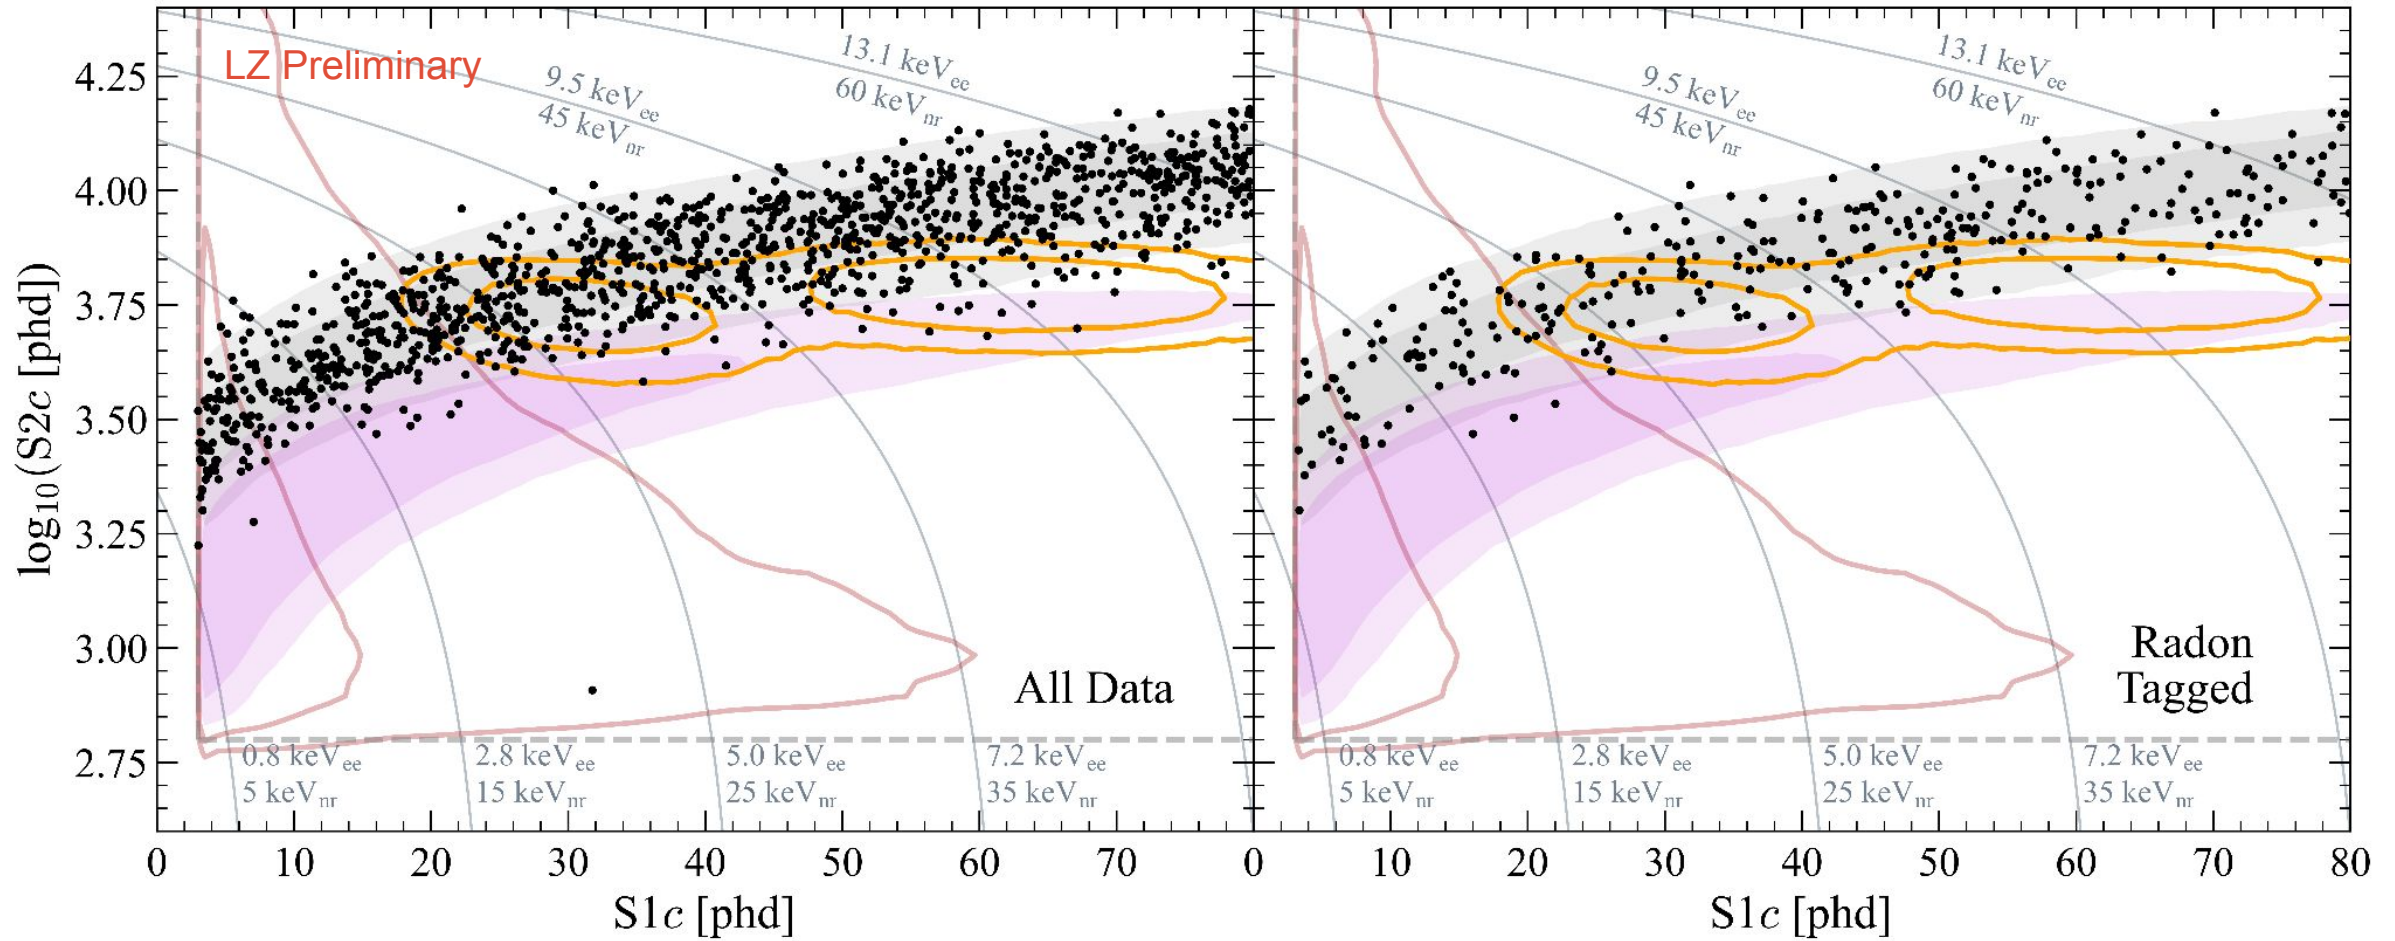 LZ Preliminary
13.1 keVee
60 keVnr
9.5 keVee
45 keVnr
4.25
4.00
3.75
3.50
3.25
3.00
2.75
log10(S2c [phd])
All Data
0.8 keVee
5 keVnr
2.8 keVee
15 keVnr
5.0 keVee
25 keVnr
7.2 keVee
35 keVnr
0 10 20 30 40 50 60 70
S1c [phd]
13.1 keVee
60 keVnr
9.5 keVee
45 keVnr
Radon
Tagged
0.8 keVee
5 keVnr
2.8 keVee
15 keVnr
5.0 keVee
25 keVnr
7.2 keVee
35 keVnr
0 10 20 30 40 50 60 70 80
S1c [phd]